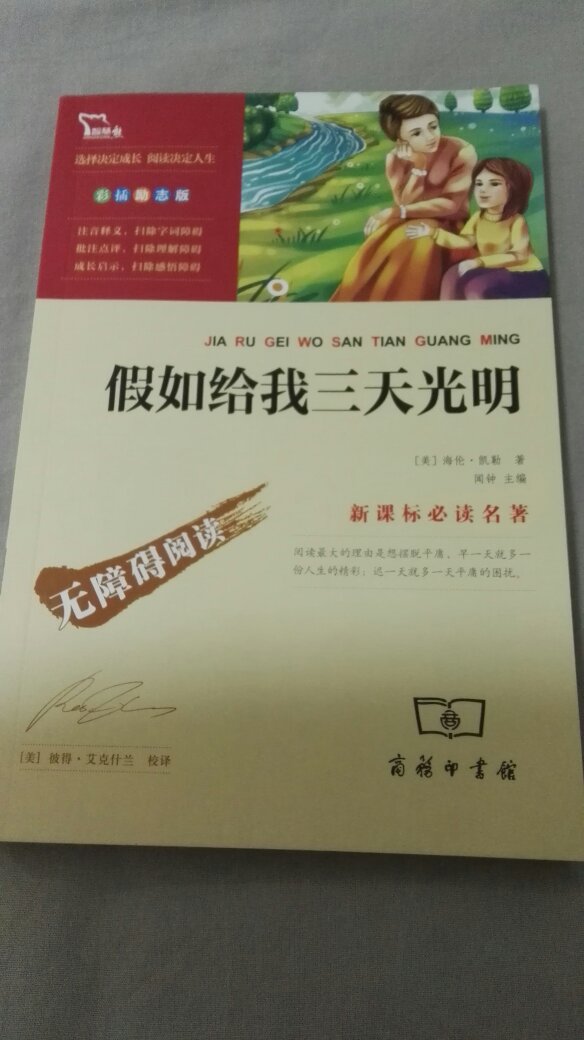 智慧熊
选择决定成长 阅读决定人生
彩插励志版
注音释义，扫除字词障碍
批注点评，扫除理解障碍
成长启示，扫除感悟障碍
JIA RU GEI WO SAN TIAN GUANG MING
假如给我三天光明
[美] 海伦·凯勒 著
闻钟 主编
新课标必读名著
阅读最大的理由是想摆脱平庸，早一天就多一
份人生的精彩；迟一天就多一天平庸的困扰。
无障碍阅读
[美] 彼得·艾克什兰 校译
商務印書館